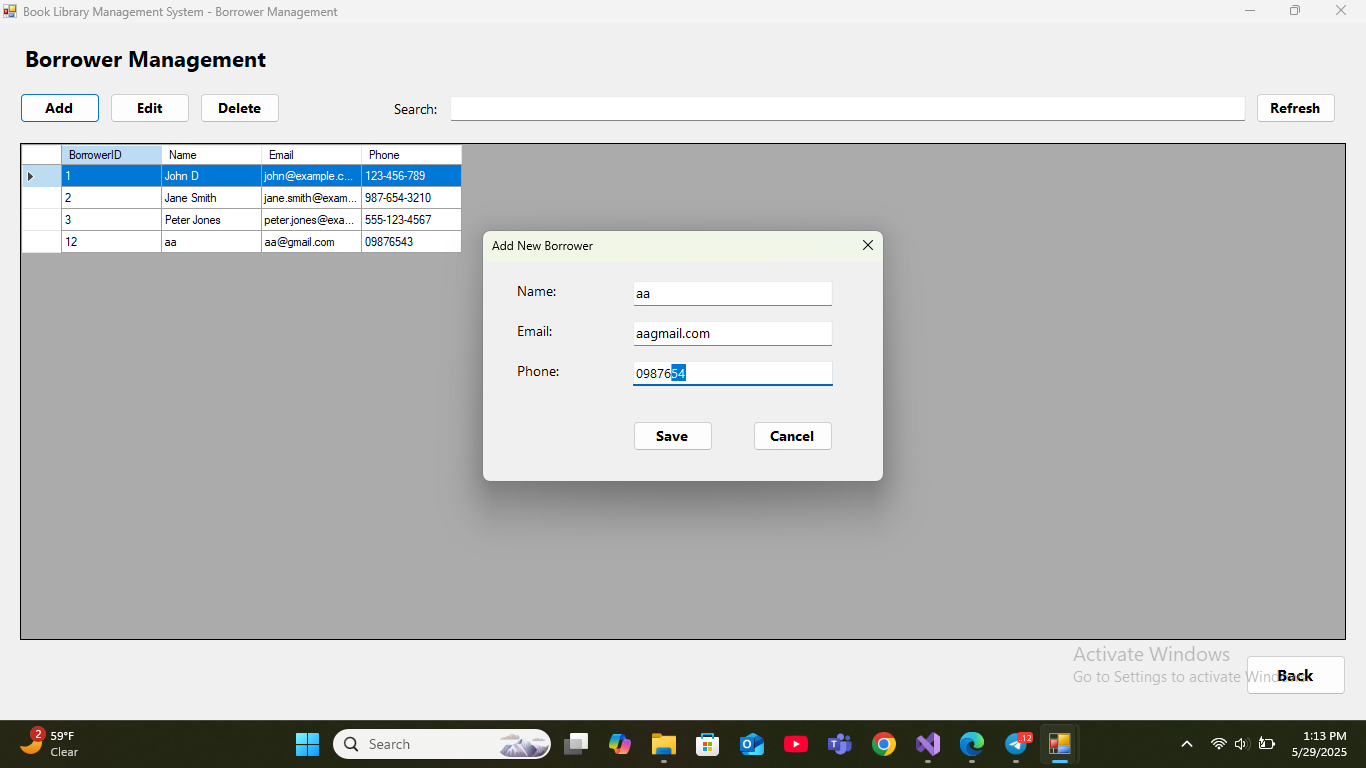 Book Library Management System - Borrower Management
Borrower Management
Add Edit Delete Search: Refresh
BorrowerID Name Email Phone
1 John D john@example.c... 123-456-789
2 Jane Smith jane.smith@exam... 987-654-3210
3 Peter Jones peter.jones@exa... 555-123-4567
12 aa aa@gmail.com 09876543
Add New Borrower
Name: aa
Email: aagmail.com
Phone: 0987654
Save Cancel
Activate Windows
Go to Settings to activate Windows.
Back
2 59°F
Clear
Search
12
1:13 PM
5/29/2025